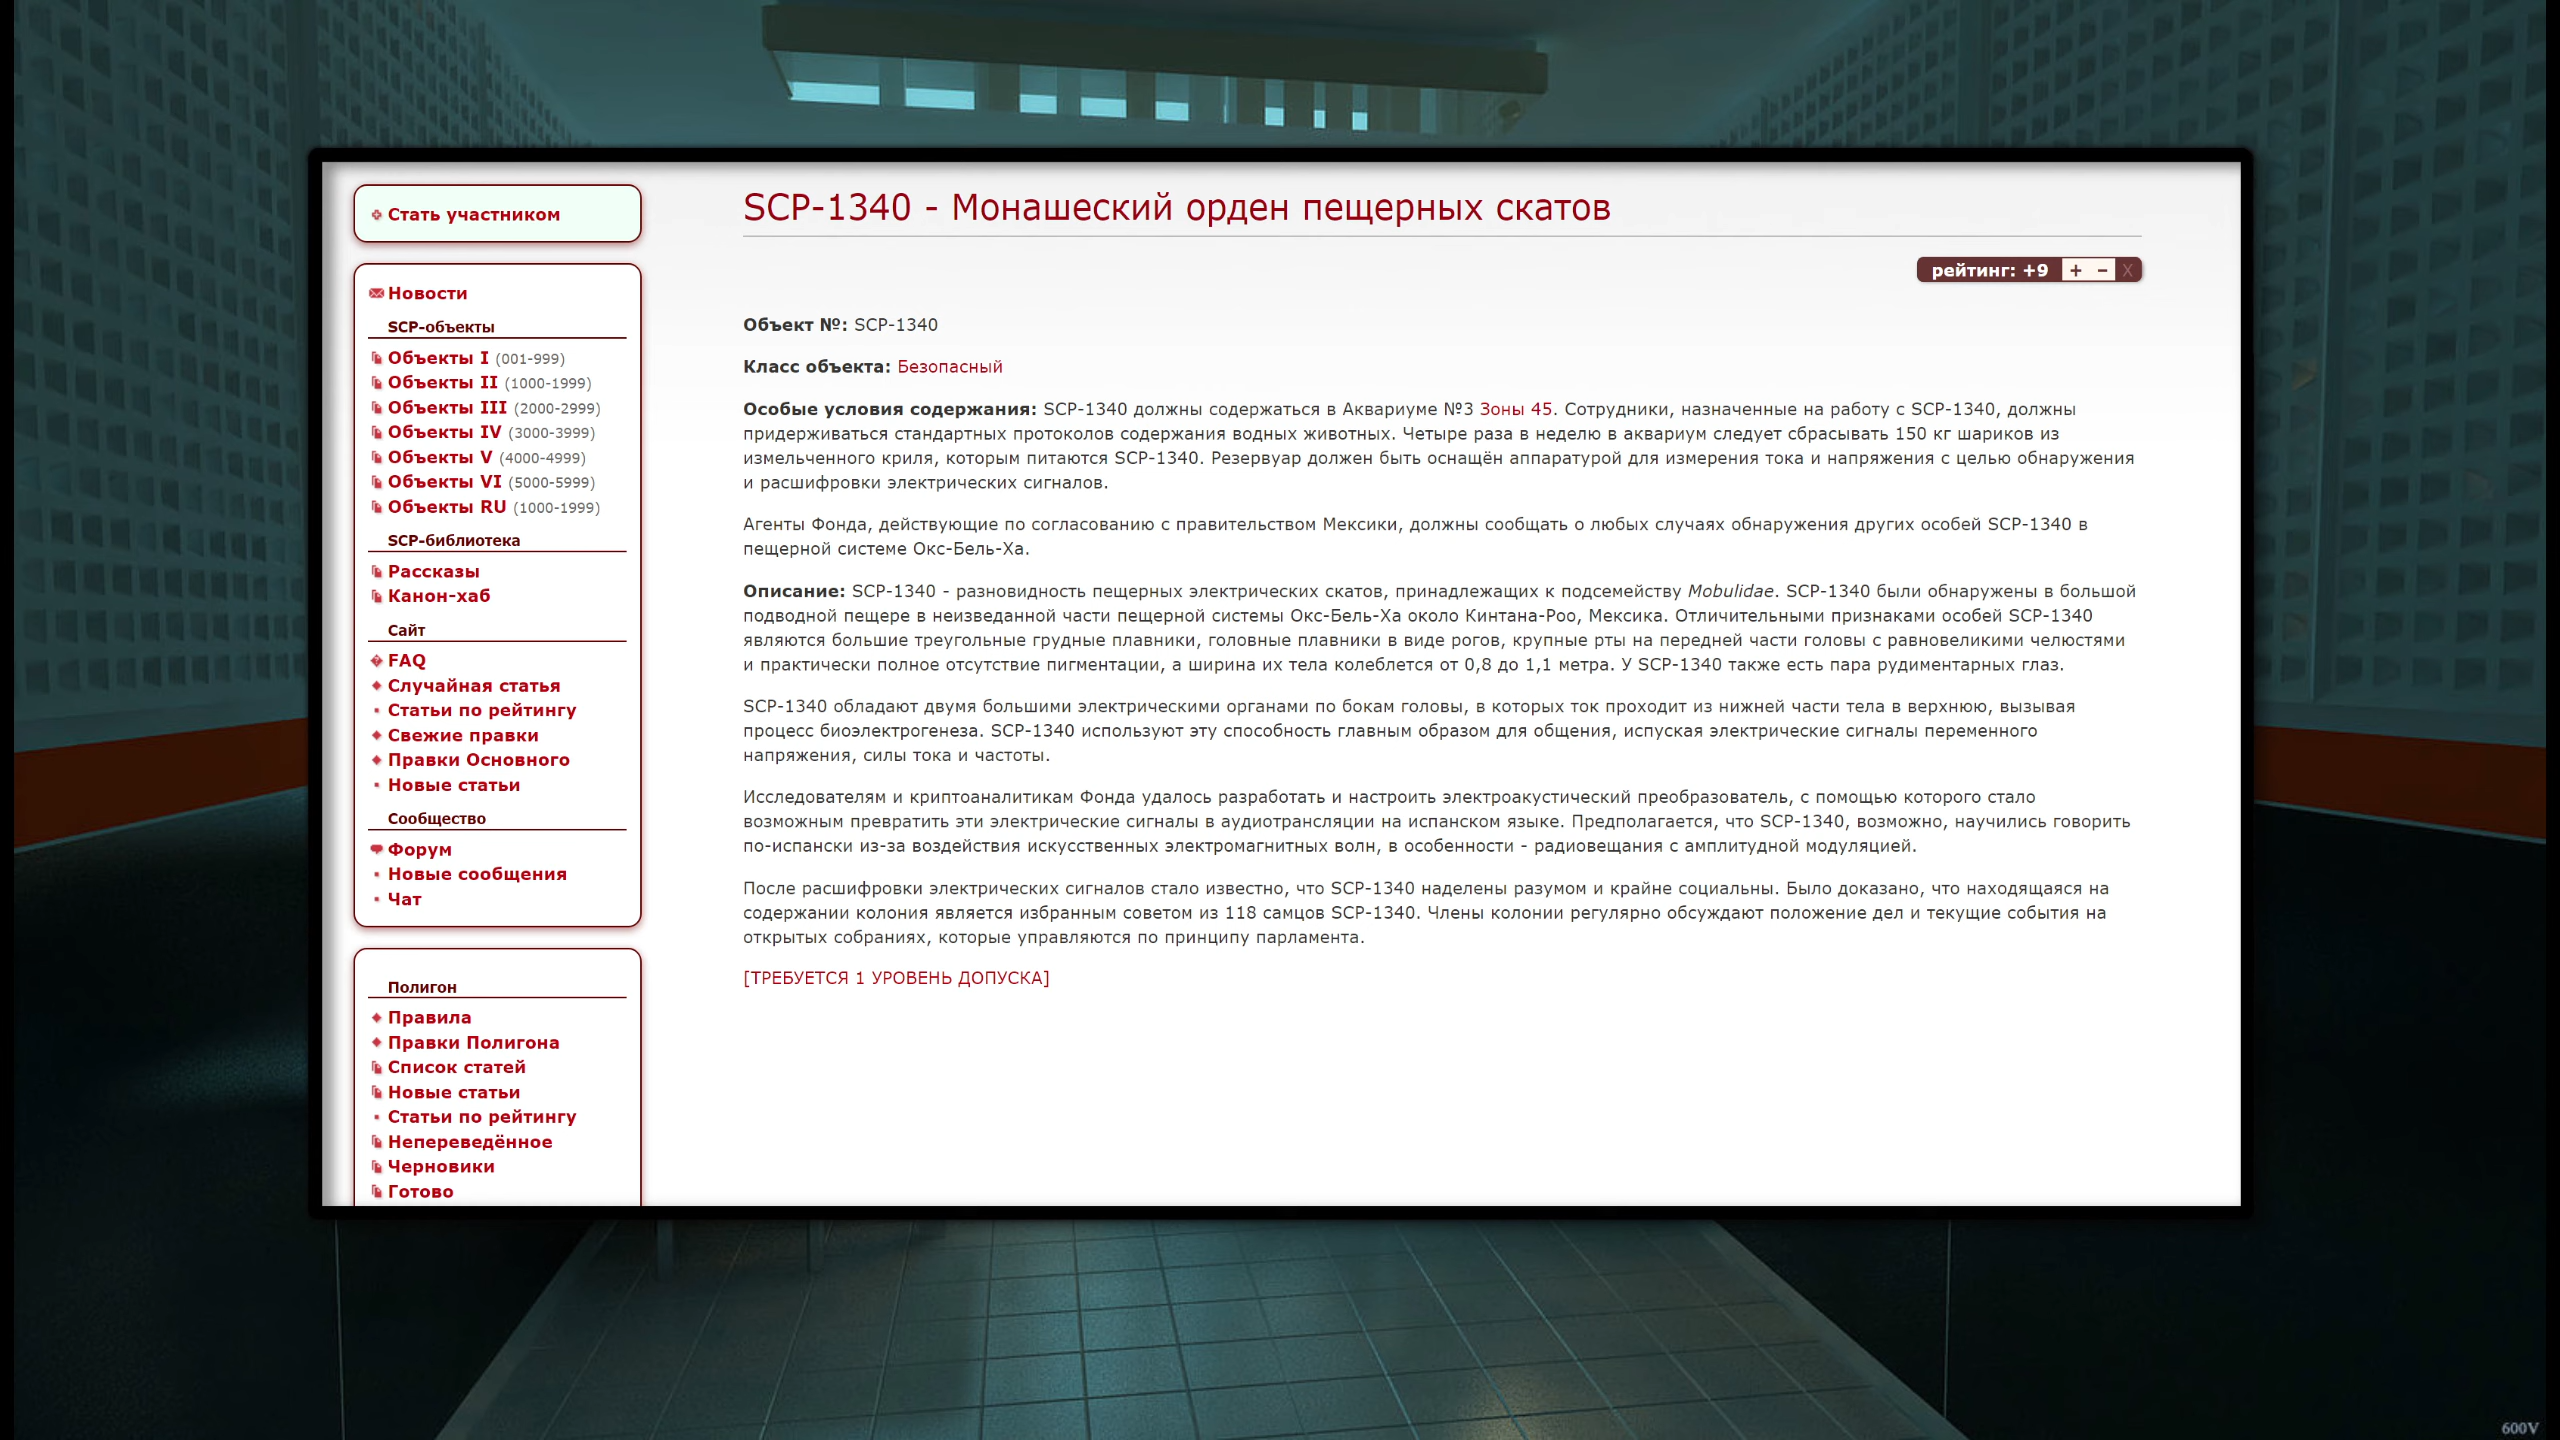 Стать участником
Новости
SCP-объекты
Объекты I (001-999)
Объекты II (1000-1999)
Объекты III (2000-2999)
Объекты IV (3000-3999)
Объекты V (4000-4999)
Объекты VI (5000-5999)
Объекты RU (1000-1999)
SCP-библиотека
Рассказы
Канон-хаб
Сайт
FAQ
Случайная статья
Статьи по рейтингу
Свежие правки
Правки Основного
Новые статьи
Сообщество
Форум
Новые сообщения
Чат
Полигон
Правила
Правки Полигона
Список статей
Новые статьи
Статьи по рейтингу
Непереведённое
Черновики
Готово
SCP-1340 - Монашеский орден пещерных скатов
рейтинг: +9 + – X
Объект №: SCP-1340
Класс объекта: Безопасный
Особые условия содержания: SCP-1340 должны содержаться в Аквариуме №3 Зоны 45. Сотрудники, назначенные на работу с SCP-1340, должны
придерживаться стандартных протоколов содержания водных животных. Четыре раза в неделю в аквариум следует сбрасывать 150 кг шариков из
измельченного криля, которым питаются SCP-1340. Резервуар должен быть оснащён аппаратурой для измерения тока и напряжения с целью обнаружения
и расшифровки электрических сигналов.
Агенты Фонда, действующие по согласованию с правительством Мексики, должны сообщать о любых случаях обнаружения других особей SCP-1340 в
пещерной системе Окс-Бель-Ха.
Описание: SCP-1340 - разновидность пещерных электрических скатов, принадлежащих к подсемейству Mobulidae. SCP-1340 были обнаружены в большой
подводной пещере в неизведанной части пещерной системы Окс-Бель-Ха около Кинтана-Роо, Мексика. Отличительными признаками особей SCP-1340
являются большие треугольные грудные плавники, головные плавники в виде рогов, крупные рты на передней части головы с равновеликими челюстями
и практически полное отсутствие пигментации, а ширина их тела колеблется от 0,8 до 1,1 метра. У SCP-1340 также есть пара рудиментарных глаз.
SCP-1340 обладают двумя большими электрическими органами по бокам головы, в которых ток проходит из нижней части тела в верхнюю, вызывая
процесс биоэлектрогенеза. SCP-1340 используют эту способность главным образом для общения, испуская электрические сигналы переменного
напряжения, силы тока и частоты.
Исследователям и криптоаналитикам Фонда удалось разработать и настроить электроакустический преобразователь, с помощью которого стало
возможным превратить эти электрические сигналы в аудиотрансляции на испанском языке. Предполагается, что SCP-1340, возможно, научились говорить
по-испански из-за воздействия искусственных электромагнитных волн, в особенности - радиовещания с амплитудной модуляцией.
После расшифровки электрических сигналов стало известно, что SCP-1340 наделены разумом и крайне социальны. Было доказано, что находящаяся на
содержании колония является избранным советом из 118 самцов SCP-1340. Члены колонии регулярно обсуждают положение дел и текущие события на
открытых собраниях, которые управляются по принципу парламента.
[ТРЕБУЕТСЯ 1 УРОВЕНЬ ДОПУСКА]
600V